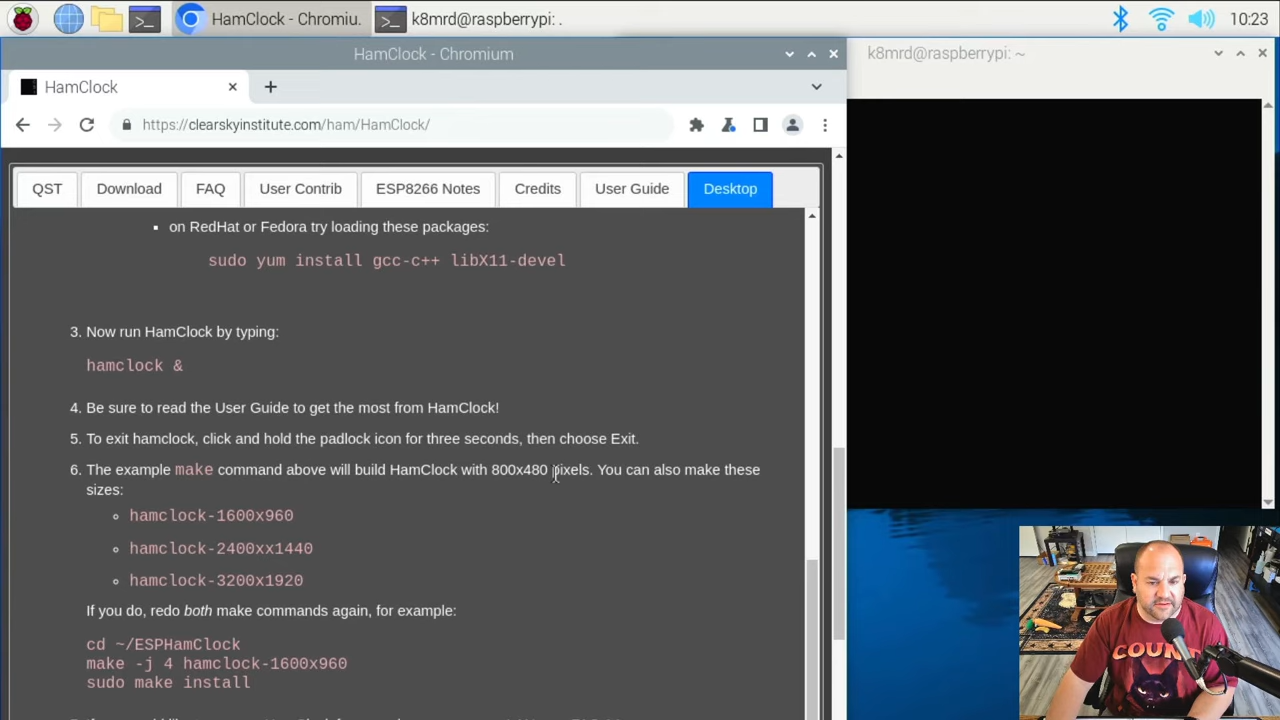 HamClock - Chromiu.
k8mrd@raspberrypi: .
10:23
HamClock - Chromium
k8mrd@raspberrypi: ~
HamClock
https://clearskyinstitute.com/ham/HamClock/
QST
Download
FAQ
User Contrib
ESP8266 Notes
Credits
User Guide
Desktop
▪ on RedHat or Fedora try loading these packages:
sudo yum install gcc-c++ libX11-devel
3. Now run HamClock by typing:
hamclock &
4. Be sure to read the User Guide to get the most from HamClock!
5. To exit hamclock, click and hold the padlock icon for three seconds, then choose Exit.
6. The example make command above will build HamClock with 800x480 pixels. You can also make these
sizes:
hamclock-1600x960
hamclock-2400xx1440
hamclock-3200x1920
If you do, redo both make commands again, for example:
cd ~/ESPHamClock
make -j 4 hamclock-1600x960
sudo make install
COUNT